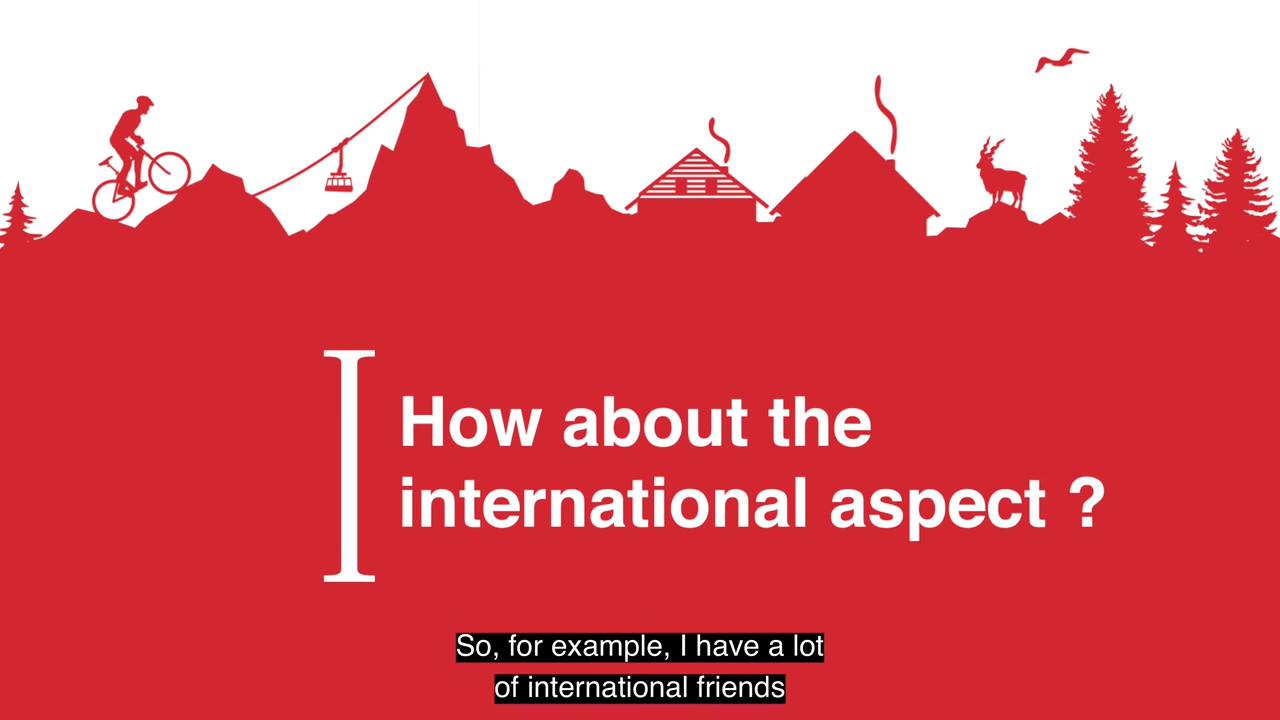 How about the
international aspect ?
So, for example, I have a lot
of international friends